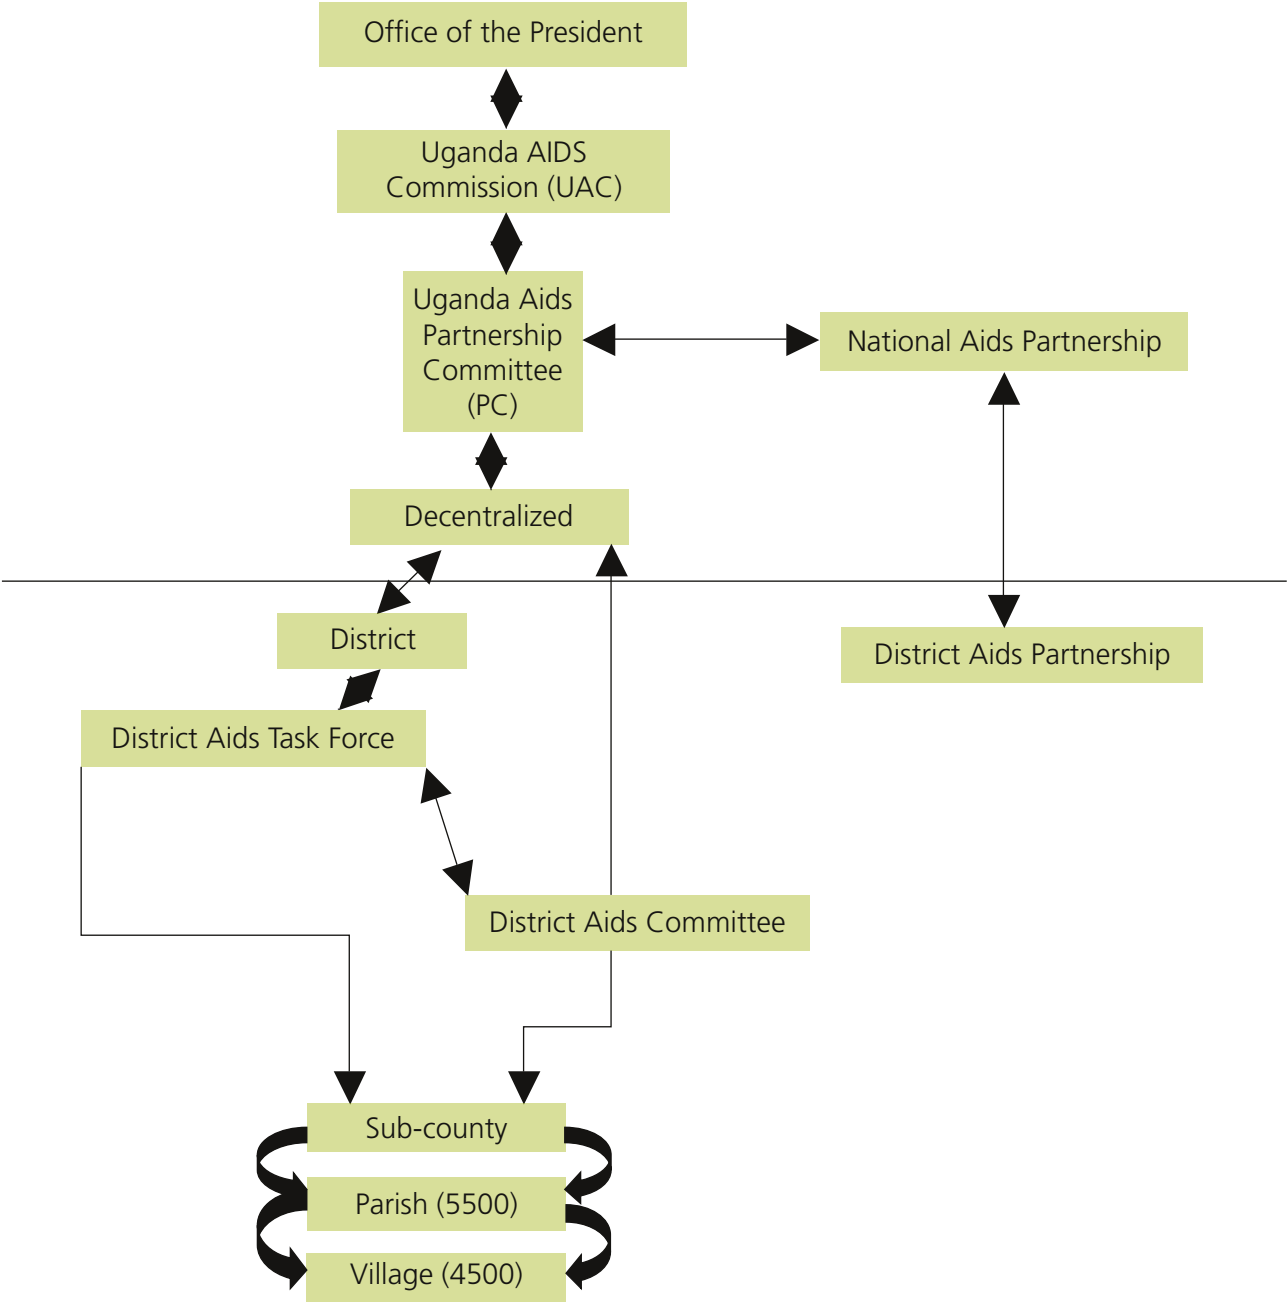 Office of the President
Uganda AIDS
Commission (UAC)
Uganda Aids
Partnership
Committee
(PC)
National Aids Partnership
Decentralized
District
District Aids Partnership
District Aids Task Force
District Aids Committee
Sub-county
Parish (5500)
Village (4500)